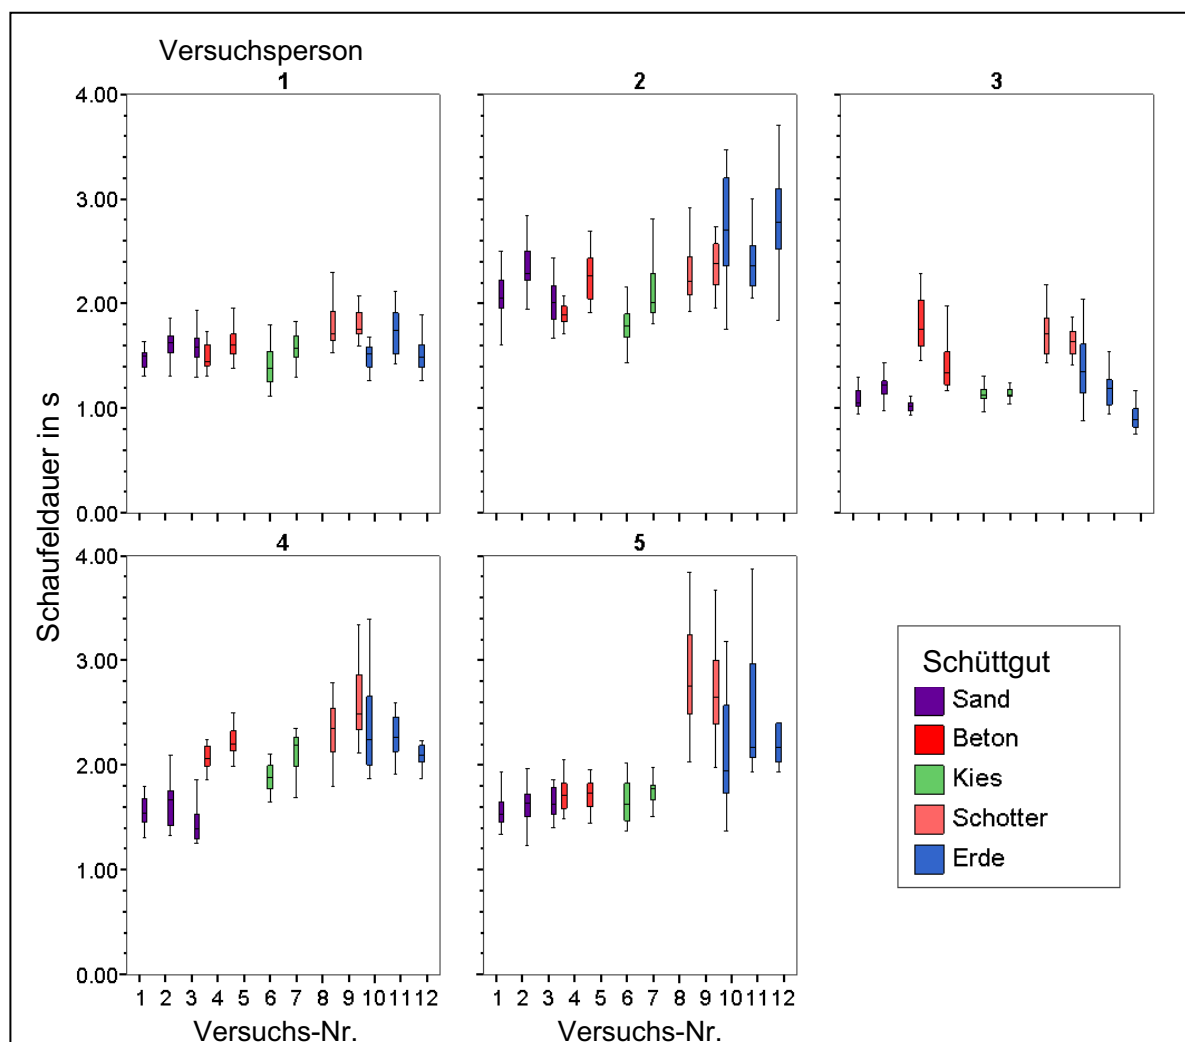 Versuchsperson
1 2 3
4.00
3.00
2.00
1.00
0.00
Schaufeldauer in s
4 5
4.00
3.00
2.00
1.00
0.00
1 2 3 4 5 6 7 8 9 10 11 12
1 2 3 4 5 6 7 8 9 10 11 12
Versuchs-Nr.
Versuchs-Nr.
Schüttgut
Sand
Beton
Kies
Schotter
Erde